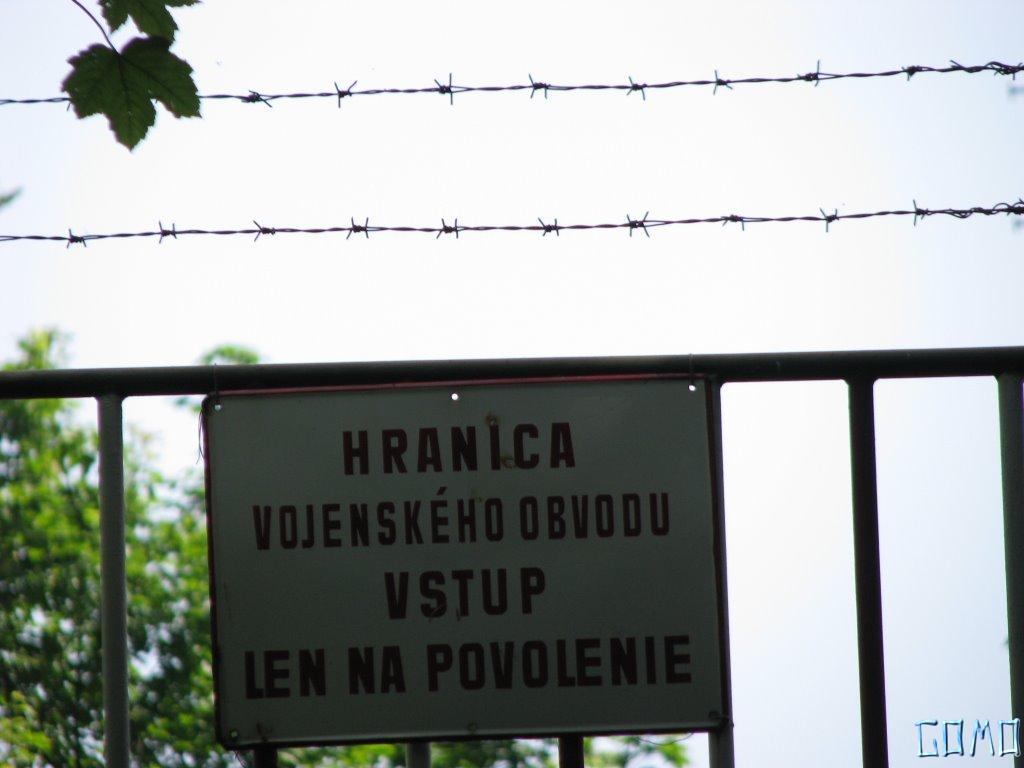 HRANICA
VOJENSKÉHO OBVODU
VSTUP
LEN NA POVOLENIE
GOMO